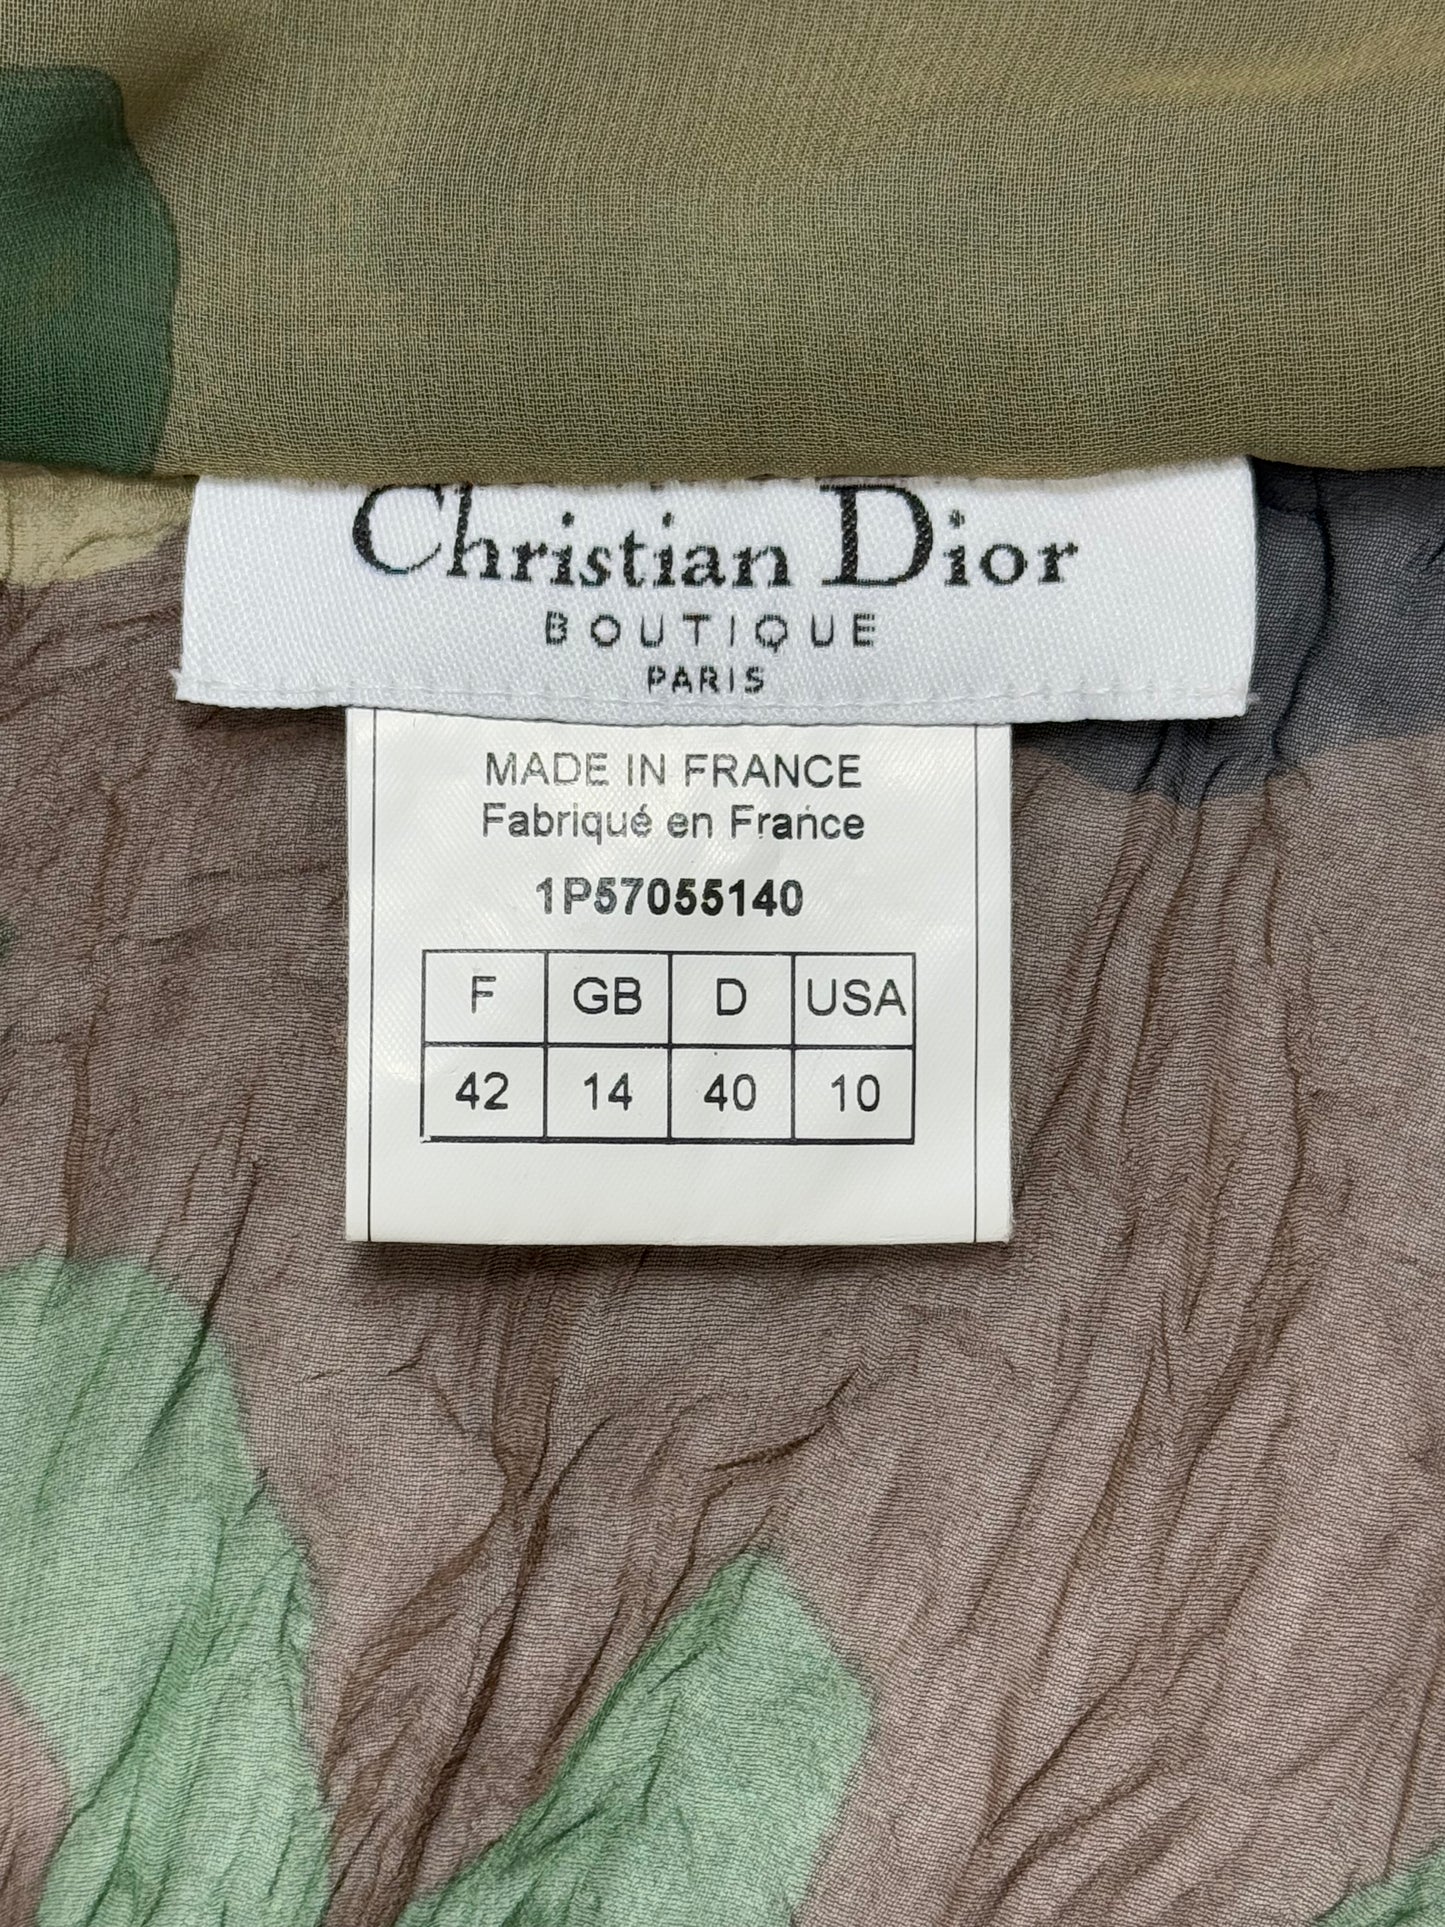 Christian Dior
BOUTIQUE
PARIS
MADE IN FRANCE
Fabriqué en France
1P57055140
F GB D USA
42 14 40 10